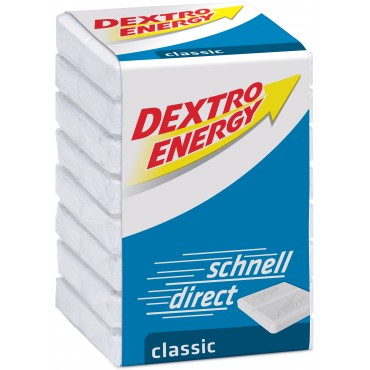 DEXTRO
ENERGY
classic
DEXTRO
ENERGY
schnell
direct
classic